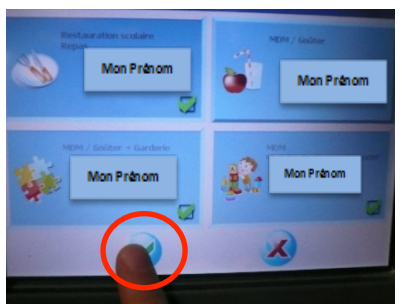 Restauration scolaire
Repas
Mon Prénom
MDM / Goûter
Mon Prénom
MDM / Goûter + Garderie
Mon Prénom
MDM
Mon Prénom